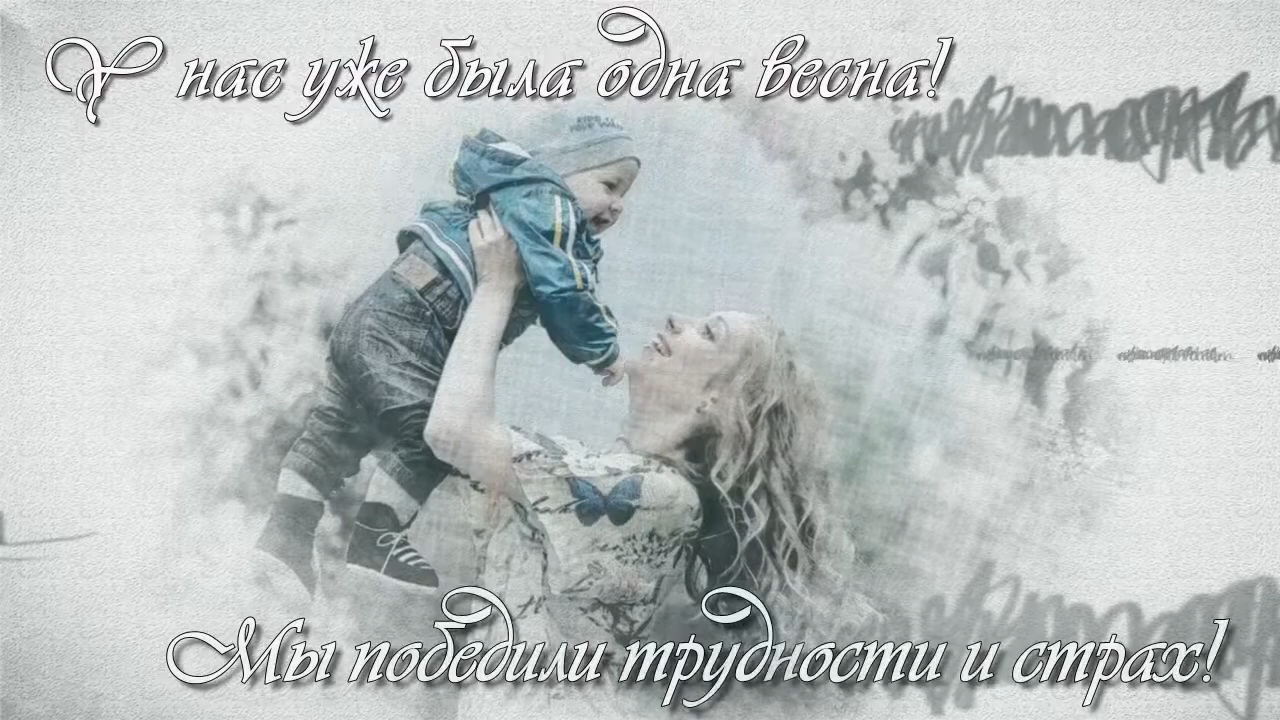 У нас уже была одна весна!
Мы победили трудности и страх!